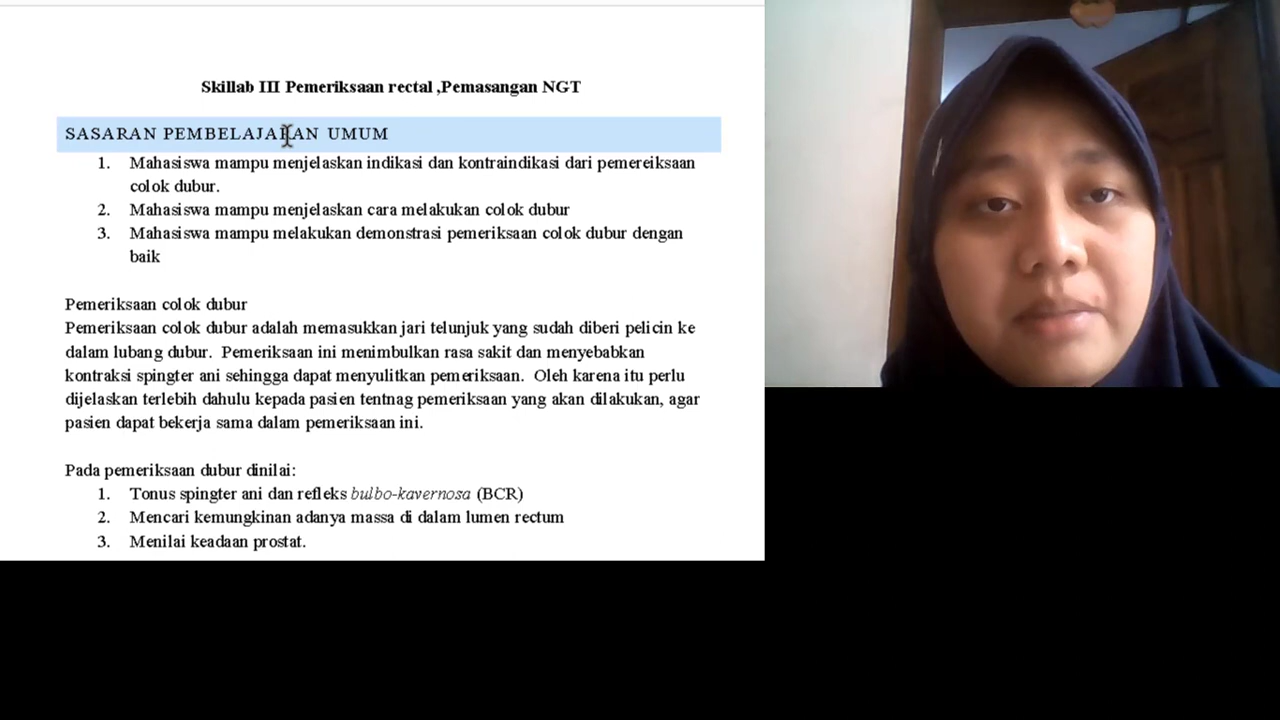 Skillab III Pemeriksaan rectal ,Pemasangan NGT
SASARAN PEMBELAJARAN UMUM
1. Mahasiswa mampu menjelaskan indikasi dan kontraindikasi dari pemereiksaan
colok dubur.
2. Mahasiswa mampu menjelaskan cara melakukan colok dubur
3. Mahasiswa mampu melakukan demonstrasi pemeriksaan colok dubur dengan
baik
Pemeriksaan colok dubur
Pemeriksaan colok dubur adalah memasukkan jari telunjuk yang sudah diberi pelicin ke
dalam lubang dubur. Pemeriksaan ini menimbulkan rasa sakit dan menyebabkan
kontraksi spingter ani sehingga dapat menyulitkan pemeriksaan. Oleh karena itu perlu
dijelaskan terlebih dahulu kepada pasien tentnag pemeriksaan yang akan dilakukan, agar
pasien dapat bekerja sama dalam pemeriksaan ini.
Pada pemeriksaan dubur dinilai:
1. Tonus spingter ani dan refleks bulbo-kavernosa (BCR)
2. Mencari kemungkinan adanya massa di dalam lumen rectum
3. Menilai keadaan prostat.